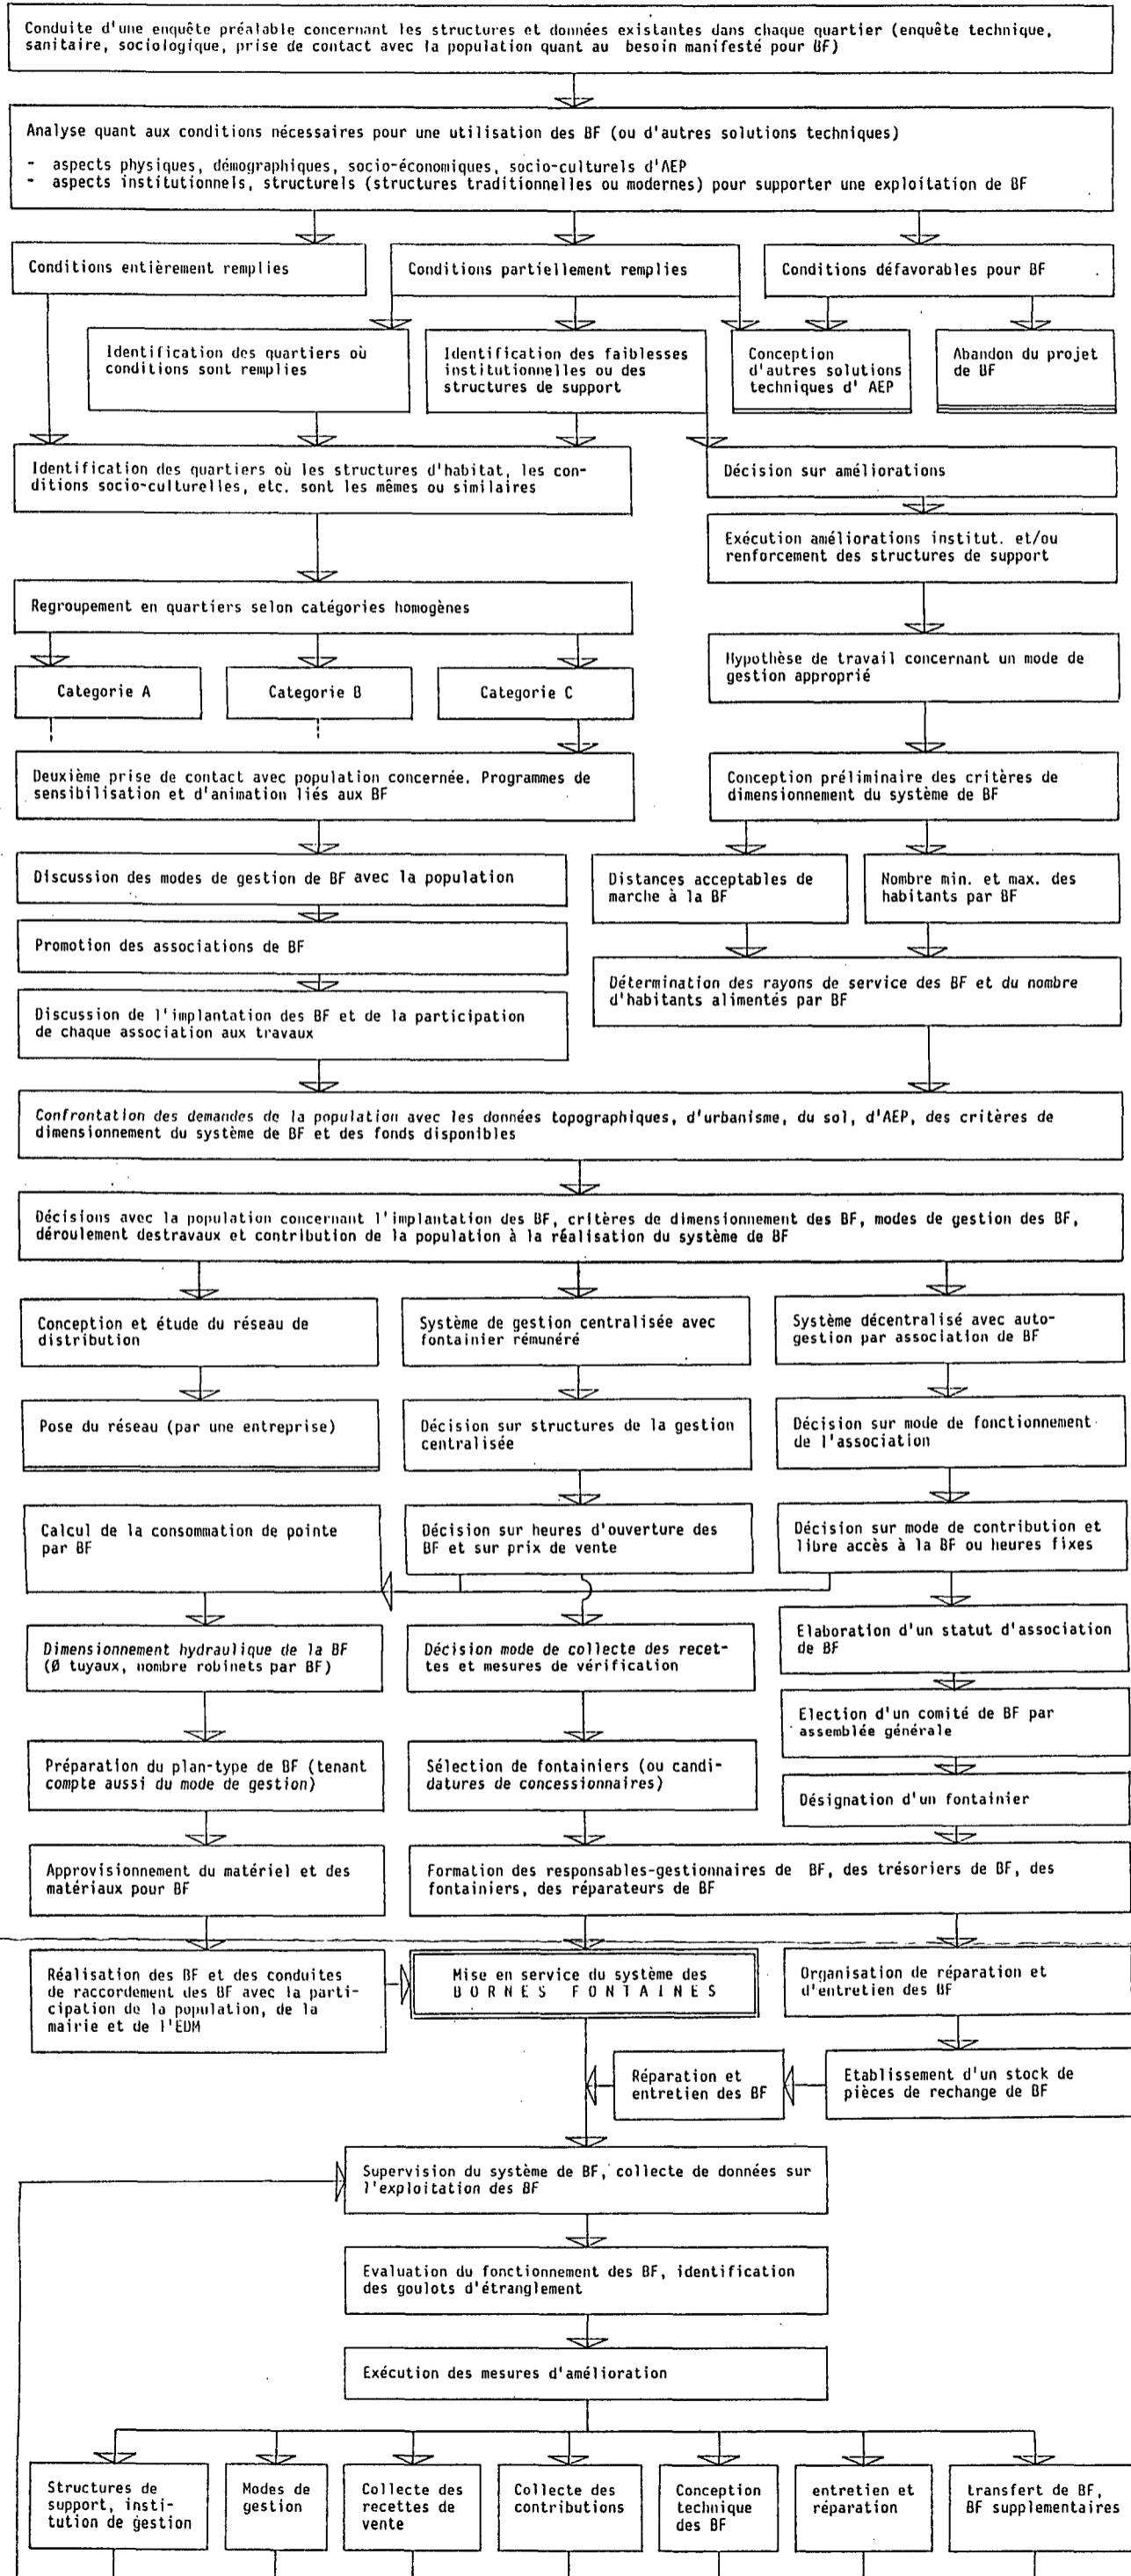 Conduite d'une enquête préalable concernant les structures et données existantes dans chaque quartier (enquête technique,
sanitaire, sociologique, prise de contact avec la population quant au besoin manifesté pour BF)
Analyse quant aux conditions nécessaires pour une utilisation des BF (ou d'autres solutions techniques)
- aspects physiques, démographiques, socio-économiques, socio-culturels d'AEP
- aspects institutionnels, structurels (structures traditionnelles ou modernes) pour supporter une exploitation de BF
Conditions entièrement remplies
Conditions partiellement remplies
Conditions défavorables pour BF
Identification des quartiers où
conditions sont remplies
Identification des faiblesses
institutionnelles ou des
structures de support
Conception
d'autres solutions
techniques d' AEP
Abandon du projet
de BF
Identification des quartiers où les structures d'habitat, les con-
ditions socio-culturelles, etc. sont les mêmes ou similaires
Décision sur améliorations
Exécution améliorations institut. et/ou
renforcement des structures de support
Regroupement en quartiers selon catégories homogènes
Hypothèse de travail concernant un mode de
gestion approprié
Categorie A
Categorie B
Categorie C
Deuxième prise de contact avec population concernée. Programmes de
sensibilisation et d'animation liés aux BF
Conception préliminaire des critères de
dimensionnement du système de BF
Discussion des modes de gestion de BF avec la population
Distances acceptables de
marche à la BF
Nombre min. et max. des
habitants par BF
Promotion des associations de BF
Détermination des rayons de service des BF et du nombre
d'habitants alimentés par BF
Discussion de l'implantation des BF et de la participation
de chaque association aux travaux
Confrontation des demandes de la population avec les données topographiques, d'urbanisme, du sol, d'AEP, des critères de
dimensionnement du système de BF et des fonds disponibles
Décisions avec la population concernant l'implantation des BF, critères de dimensionnement des BF, modes de gestion des BF,
déroulement destravaux et contribution de la population à la réalisation du système de BF
Conception et étude du réseau de
distribution
Système de gestion centralisée avec
fontainier rémunéré
Système décentralisé avec auto-
gestion par association de BF
Pose du réseau (par une entreprise)
Décision sur structures de la gestion
centralisée
Décision sur mode de fonctionnement
de l'association
Calcul de la consommation de pointe
par BF
Décision sur heures d'ouverture des
BF et sur prix de vente
Décision sur mode de contribution et
libre accès à la BF ou heures fixes
Dimensionnement hydraulique de la BF
(Ø tuyaux, nombre robinets par BF)
Décision mode de collecte des recet-
tes et mesures de vérification
Elaboration d'un statut d'association
de BF
Election d'un comité de BF par
assemblée générale
Préparation du plan-type de BF (tenant
compte aussi du mode de gestion)
Sélection de fontainiers (ou candi-
datures de concessionnaires)
Désignation d'un fontainier
Approvisionnement du matériel et des
matériaux pour BF
Formation des responsables-gestionnaires de BF, des trésoriers de BF, des
fontainiers, des réparateurs de BF
Réalisation des BF et des conduites
de raccordement des BF avec la parti-
cipation de la population, de la
mairie et de l'EDM
Mise en service du système des
BORNES FONTAINES
Organisation de réparation et
d'entretien des BF
Réparation et
entretien des BF
Etablissement d'un stock de
pièces de rechange de BF
Supervision du système de BF, collecte de données sur
l'exploitation des BF
Evaluation du fonctionnement des BF, identification
des goulots d'étranglement
Exécution des mesures d'amélioration
Structures de
support, insti-
tution de gestion
Modes de
gestion
Collecte des
recettes de
vente
Collecte des
contributions
Conception
technique
des BF
entretien et
réparation
transfert de BF,
BF supplementaires